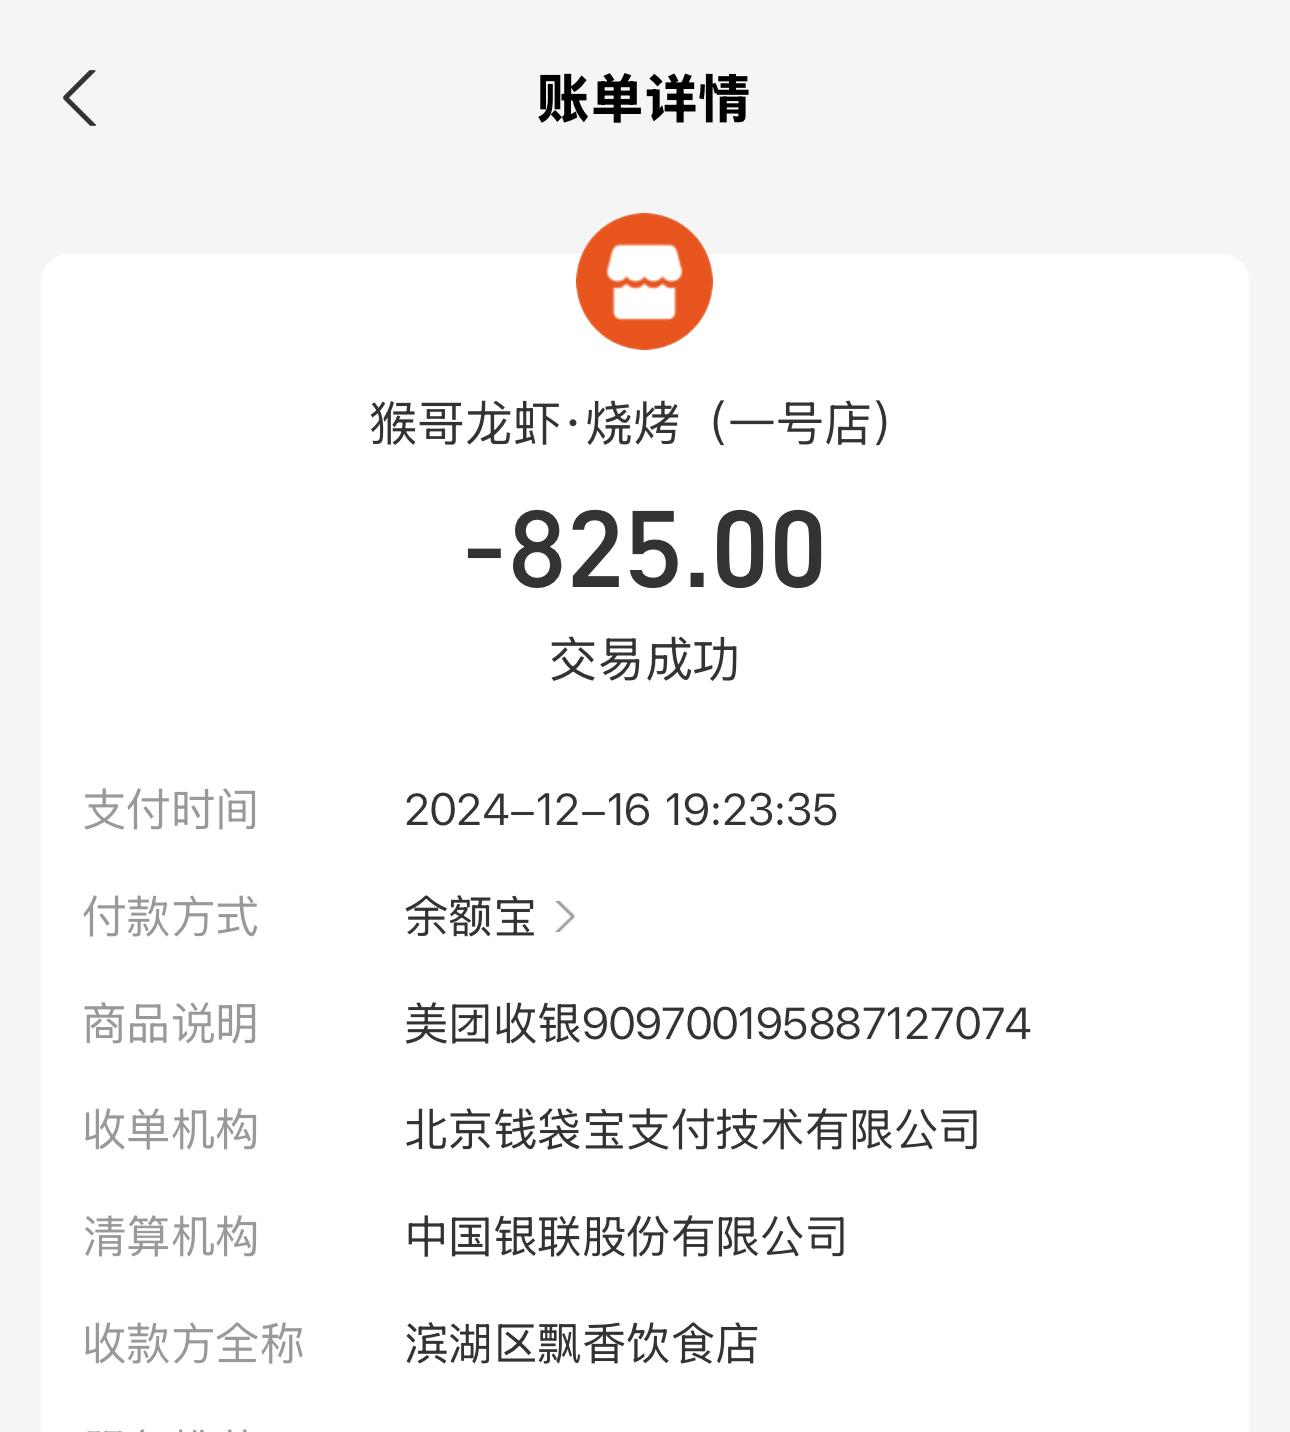 账单详情
猴哥龙虾·烧烤（一号店）
-825.00
交易成功
支付时间 2024-12-16 19:23:35
付款方式 余额宝
商品说明 美团收银909700195887127074
收单机构 北京钱袋宝支付技术有限公司
清算机构 中国银联股份有限公司
收款方全称 滨湖区飘香饮食店